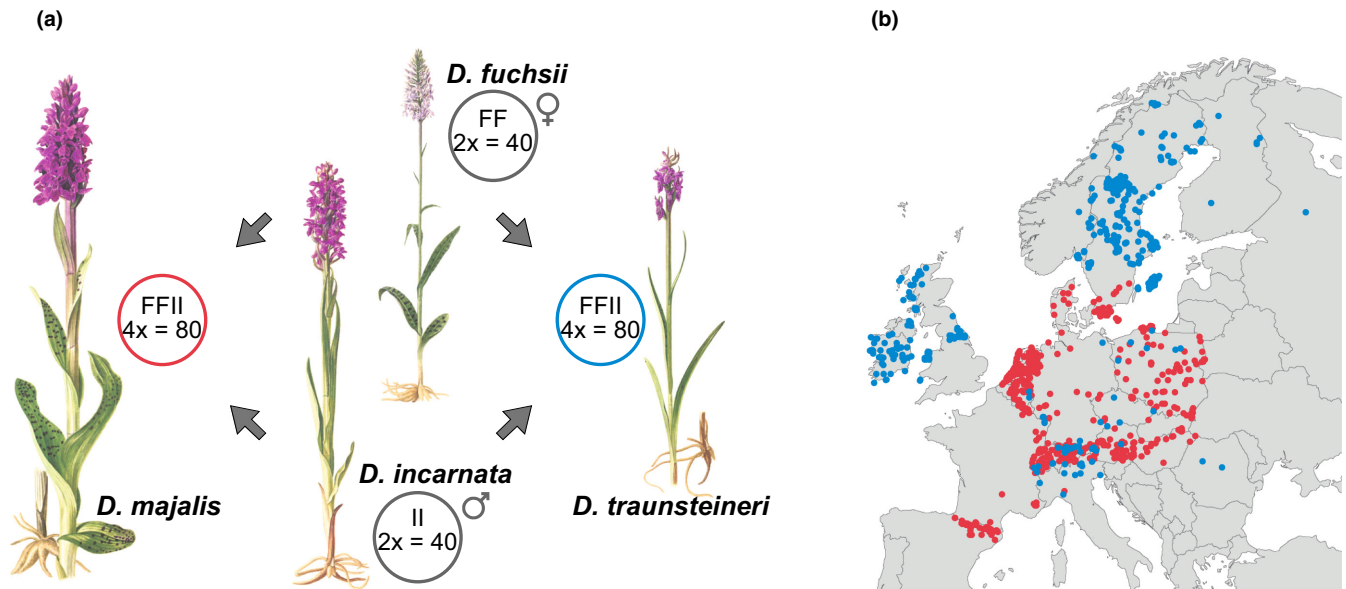 (a)
(b)
D. fuchsii
FF
2x = 40
♀
FFII
4x = 80
FFII
4x = 80
D. majalis
D. incarnata
II
2x = 40
♂
D. traunsteineri